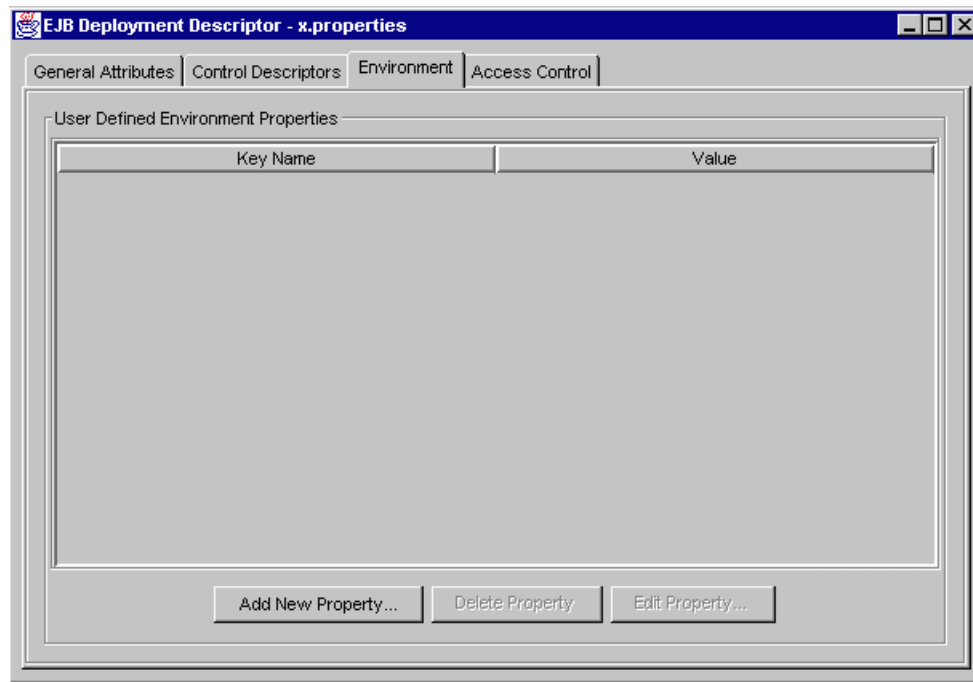 EJB Deployment Descriptor - x.properties
General Attributes Control Descriptors Environment Access Control
User Defined Environment Properties
Key Name Value
Add New Property... Delete Property Edit Property...